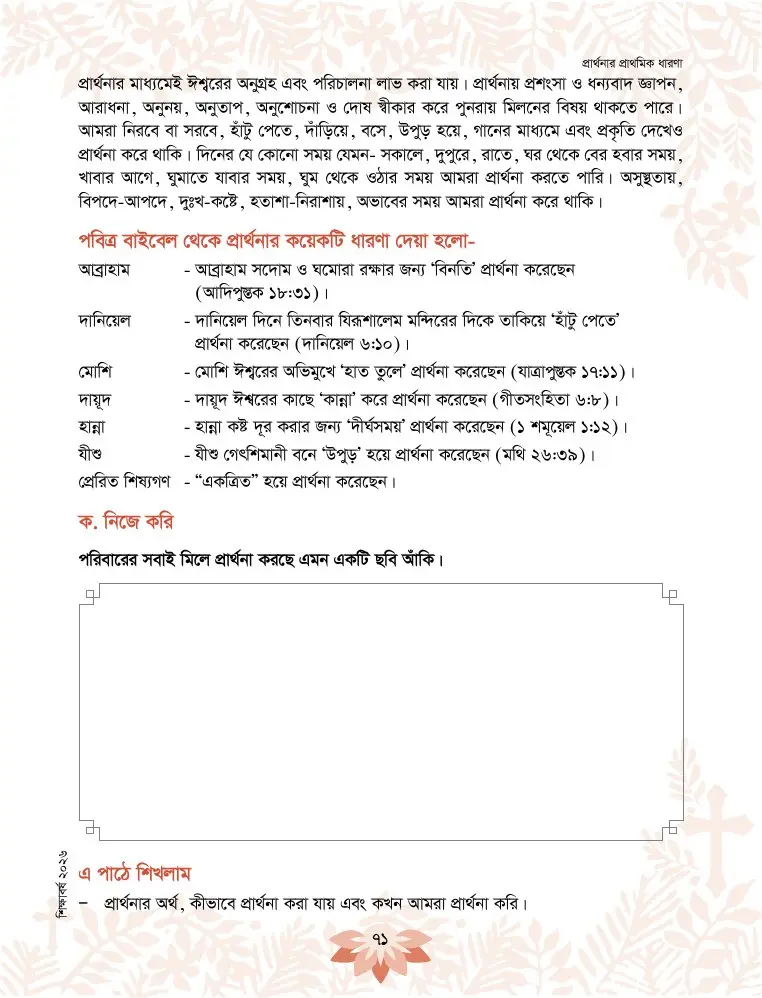 প্রার্থনার প্রাথমিক ধারণা
প্রার্থনার মাধ্যমেই ঈশ্বরের অনুগ্রহ এবং পরিচালনা লাভ করা যায়। প্রার্থনায় প্রশংসা ও ধন্যবাদ জ্ঞাপন,
আরাধনা, অনুনয়, অনুতাপ, অনুশোচনা ও দোষ স্বীকার করে পুনরায় মিলনের বিষয় থাকতে পারে।
আমরা নিরবে বা সরবে, হাঁটু পেতে, দাঁড়িয়ে, বসে, উপুড় হয়ে, গানের মাধ্যমে এবং প্রকৃতি দেখেও
প্রার্থনা করে থাকি। দিনের যে কোনো সময় যেমন- সকালে, দুপুরে, রাতে, ঘর থেকে বের হবার সময়,
খাবার আগে, ঘুমাতে যাবার সময়, ঘুম থেকে ওঠার সময় আমরা প্রার্থনা করতে পারি। অসুস্থতায়,
বিপদে-আপদে, দুঃখ-কষ্টে, হতাশা-নিরাশায়, অভাবের সময় আমরা প্রার্থনা করে থাকি।
পবিত্র বাইবেল থেকে প্রার্থনার কয়েকটি ধারণা দেয়া হলো-
আব্রাহাম - আব্রাহাম সদোম ও ঘমোরা রক্ষার জন্য ‘বিনতি’ প্রার্থনা করেছেন
(আদিপুস্তক ১৮:৩১)।
দানিয়েল - দানিয়েল দিনে তিনবার যিরূশালেম মন্দিরের দিকে তাকিয়ে ‘হাঁটু পেতে’
প্রার্থনা করেছেন (দানিয়েল ৬:১০)।
মোশি - মোশি ঈশ্বরের অভিমুখে ‘হাত তুলে’ প্রার্থনা করেছেন (যাত্রাপুস্তক ১৭:১১)।
দায়ূদ - দায়ূদ ঈশ্বরের কাছে ‘কান্না’ করে প্রার্থনা করেছেন (গীতসংহিতা ৬:৮)।
হান্না - হান্না কষ্ট দূর করার জন্য ‘দীর্ঘসময়’ প্রার্থনা করেছেন (১ শমূয়েল ১:১২)।
যীশু - যীশু গেৎশিমানী বনে ‘উপুড়’ হয়ে প্রার্থনা করেছেন (মথি ২৬:৩৯)।
প্রেরিত শিষ্যগণ - “একত্রিত” হয়ে প্রার্থনা করেছেন।
ক. নিজে করি
পরিবারের সবাই মিলে প্রার্থনা করছে এমন একটি ছবি আঁকি।
এ পাঠে শিখলাম
– প্রার্থনার অর্থ, কীভাবে প্রার্থনা করা যায় এবং কখন আমরা প্রার্থনা করি।
শিক্ষাবর্ষ ২০২৬
৭১